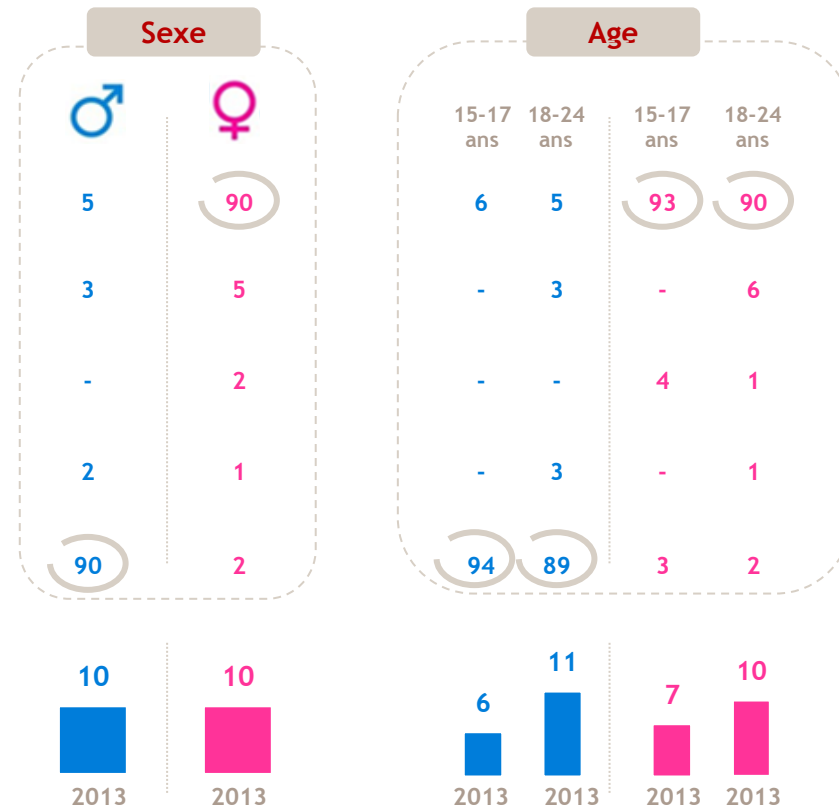 Sexe Age
15-17 18-24 15-17 18-24
ans ans ans ans
5 90 6 5 93 90
3 5 - 3 - 6
- 2 - - 4 1
2 1 - 3 - 1
90 2 94 89 3 2
10 10 6 11 7 10
2013 2013 2013 2013 2013 2013